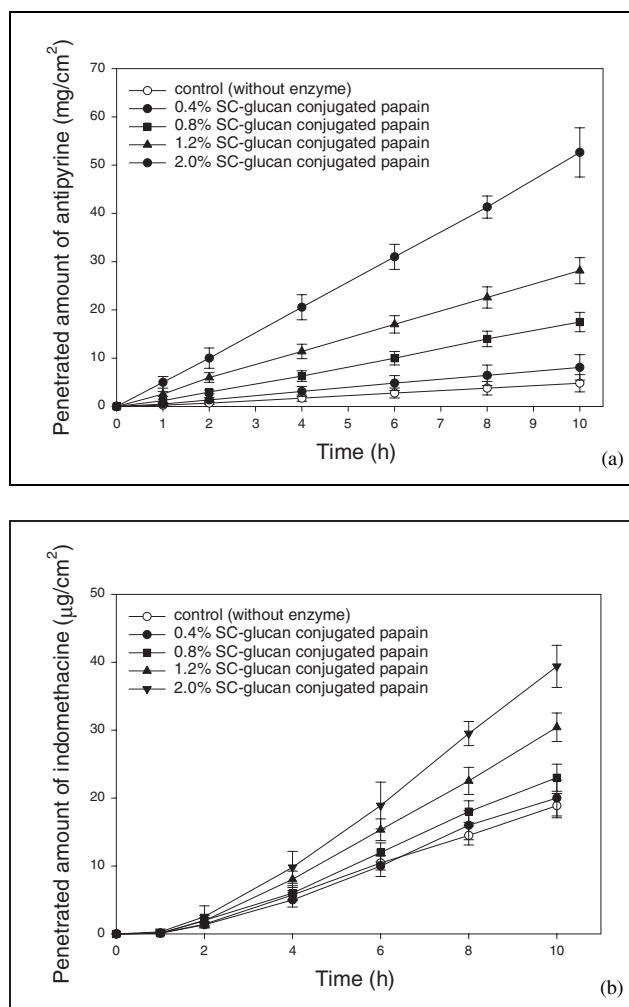 Penetrated amount of antipyrine (mg/cm²)
70
60
50
40
30
20
10
0
control (without enzyme)
0.4% SC-glucan conjugated papain
0.8% SC-glucan conjugated papain
1.2% SC-glucan conjugated papain
2.0% SC-glucan conjugated papain
0 1 2 3 4 5 6 7 8 9 10
Time (h)
(a)
Penetrated amount of indomethacine (μg/cm²)
50
40
30
20
10
0
control (without enzyme)
0.4% SC-glucan conjugated papain
0.8% SC-glucan conjugated papain
1.2% SC-glucan conjugated papain
2.0% SC-glucan conjugated papain
0 2 4 6 8 10
Time (h)
(b)